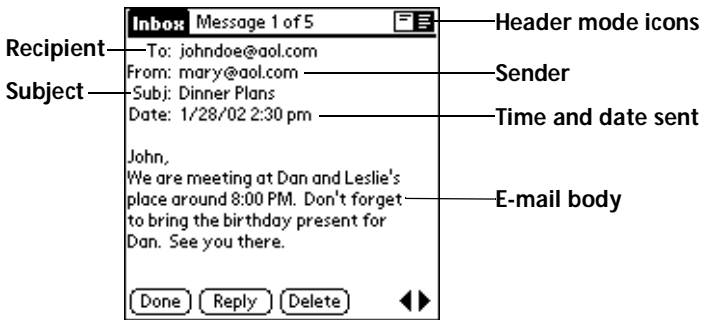 Inbox Message 1 of 5
Header mode icons
Recipient
To: johndoe@aol.com
From: mary@aol.com
Sender
Subject
Subj: Dinner Plans
Date: 1/28/02 2:30 pm
Time and date sent
John,
We are meeting at Dan and Leslie's
place around 8:00 PM. Don't forget
E-mail body
to bring the birthday present for
Dan. See you there.
Done Reply Delete